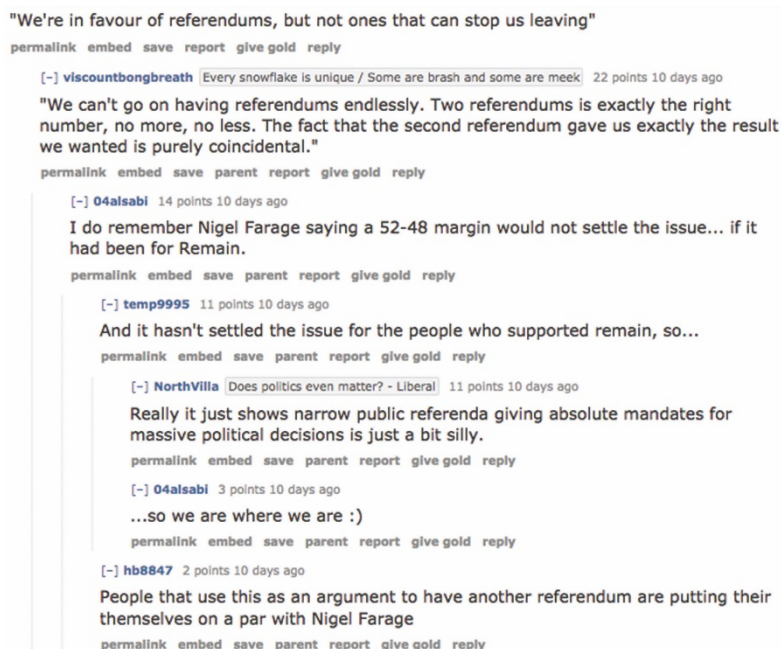 "We're in favour of referendums, but not ones that can stop us leaving"
permalink embed save report give gold reply
[-] viscountbongbreath Every snowflake is unique / Some are brash and some are meek 22 points 10 days ago
"We can't go on having referendums endlessly. Two referendums is exactly the right
number, no more, no less. The fact that the second referendum gave us exactly the result
we wanted is purely coincidental."
permalink embed save parent report give gold reply
[-] 04alsabi 14 points 10 days ago
I do remember Nigel Farage saying a 52-48 margin would not settle the issue... if it
had been for Remain.
permalink embed save parent report give gold reply
[-] temp9995 11 points 10 days ago
And it hasn't settled the issue for the people who supported remain, so...
permalink embed save parent report give gold reply
[-] NorthVilla Does politics even matter? - Liberal 11 points 10 days ago
Really it just shows narrow public referenda giving absolute mandates for
massive political decisions is just a bit silly.
permalink embed save parent report give gold reply
[-] 04alsabi 3 points 10 days ago
...so we are where we are :)
permalink embed save parent report give gold reply
[-] hb8847 2 points 10 days ago
People that use this as an argument to have another referendum are putting their
themselves on a par with Nigel Farage
permalink embed save parent report give gold reply